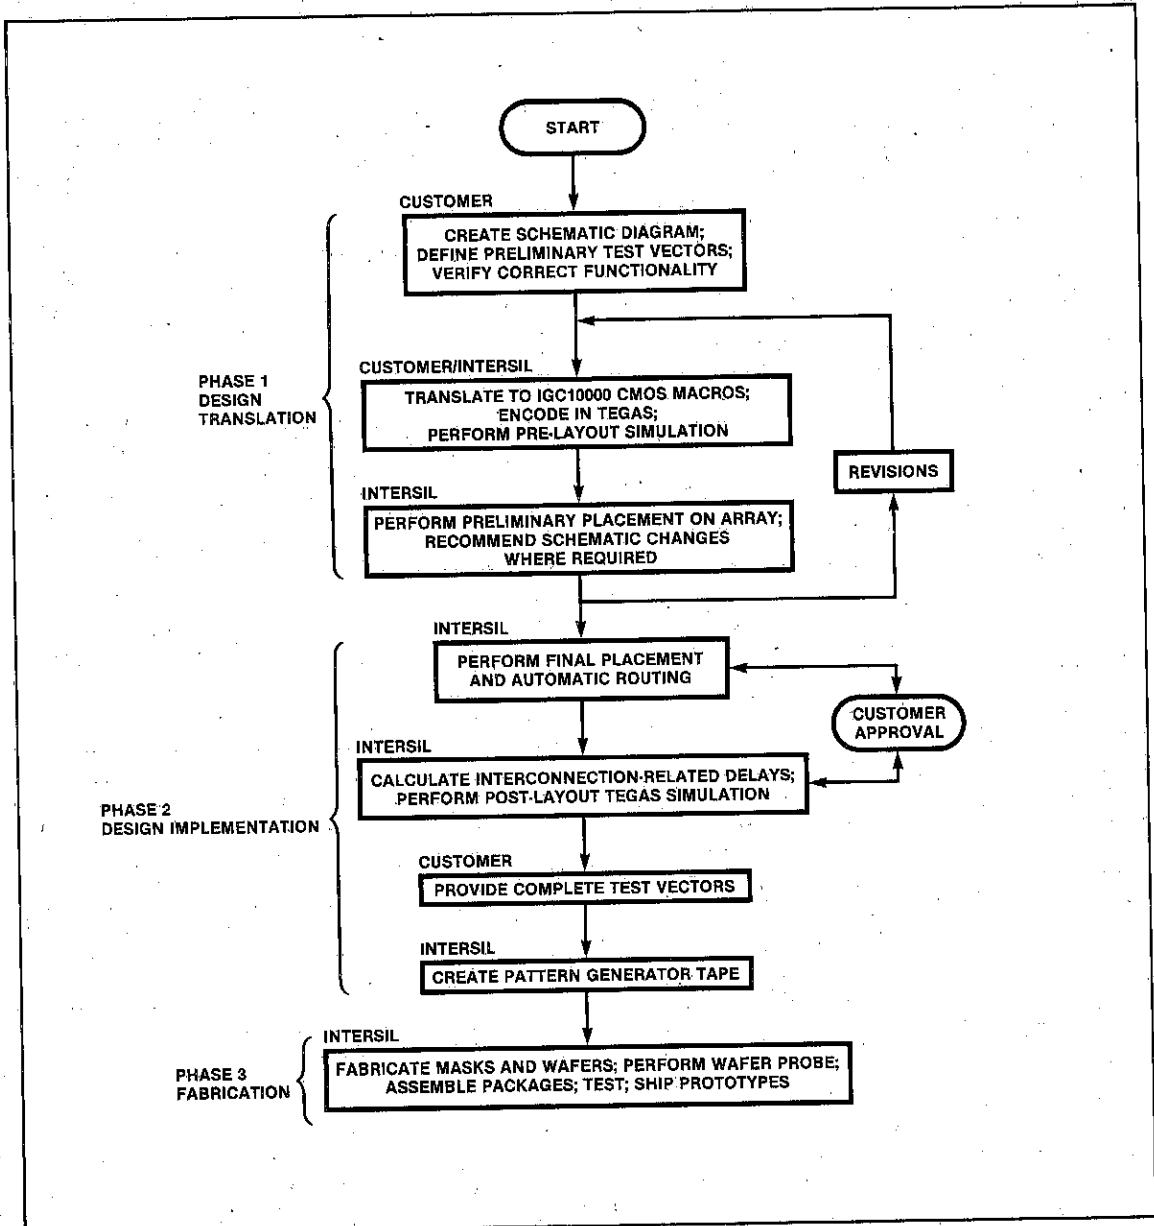 START
CUSTOMER
CREATE SCHEMATIC DIAGRAM;
DEFINE PRELIMINARY TEST VECTORS;
VERIFY CORRECT FUNCTIONALITY
PHASE 1
DESIGN
TRANSLATION
CUSTOMER/INTERSIL
TRANSLATE TO IGC10000 CMOS MACROS;
ENCODE IN TEGAS;
PERFORM PRE-LAYOUT SIMULATION
REVISIONS
INTERSIL
PERFORM PRELIMINARY PLACEMENT ON ARRAY;
RECOMMEND SCHEMATIC CHANGES
WHERE REQUIRED
INTERSIL
PERFORM FINAL PLACEMENT
AND AUTOMATIC ROUTING
CUSTOMER
APPROVAL
INTERSIL
CALCULATE INTERCONNECTION-RELATED DELAYS;
PERFORM POST-LAYOUT TEGAS SIMULATION
PHASE 2
DESIGN IMPLEMENTATION
CUSTOMER
PROVIDE COMPLETE TEST VECTORS
INTERSIL
CREATE PATTERN GENERATOR TAPE
INTERSIL
FABRICATE MASKS AND WAFERS; PERFORM WAFER PROBE;
ASSEMBLE PACKAGES; TEST; SHIP PROTOTYPES
PHASE 3
FABRICATION